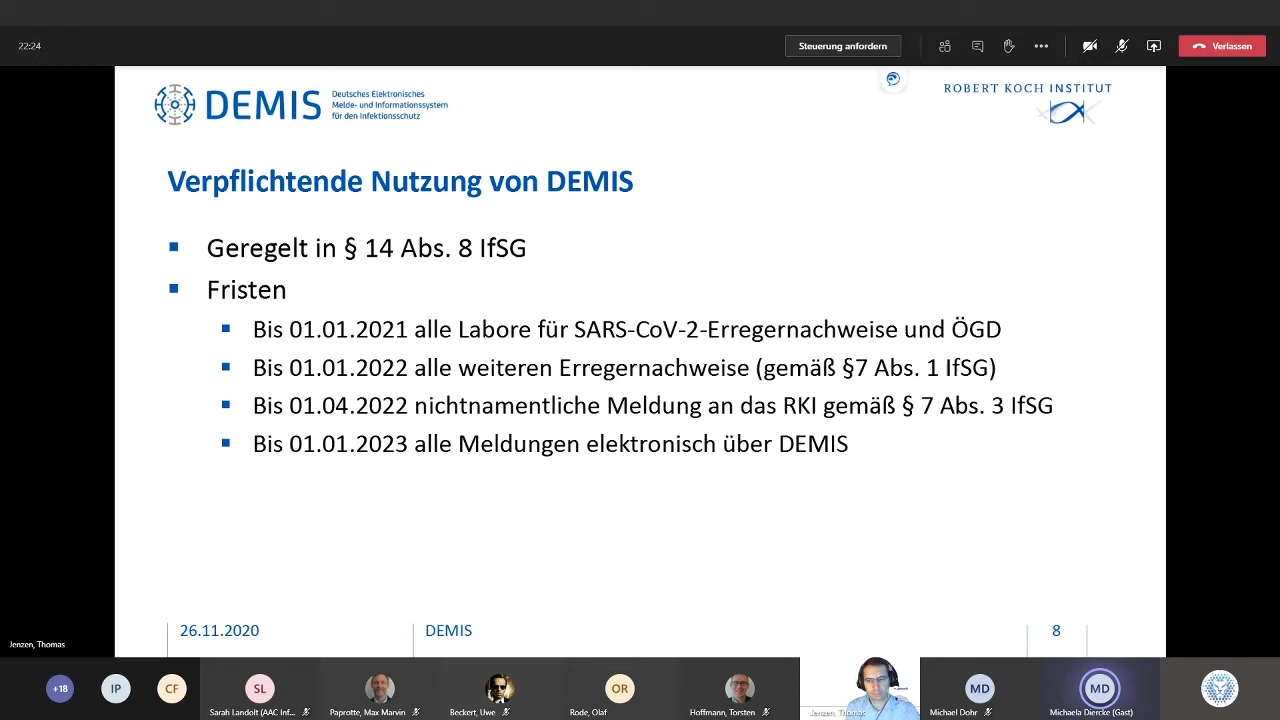 22:24
Steuerung anfordern
Verlassen
DEMIS
Deutsches Elektronisches
Melde- und Informationssystem
für den Infektionsschutz
ROBERT KOCH INSTITUT
Verpflichtende Nutzung von DEMIS
Geregelt in § 14 Abs. 8 IfSG
Fristen
Bis 01.01.2021 alle Labore für SARS-CoV-2-Erregernachweise und ÖGD
Bis 01.01.2022 alle weiteren Erregernachweise (gemäß §7 Abs. 1 IfSG)
Bis 01.04.2022 nichtnamentliche Meldung an das RKI gemäß § 7 Abs. 3 IfSG
Bis 01.01.2023 alle Meldungen elektronisch über DEMIS
26.11.2020
DEMIS
8
Jenzen, Thomas
+18
IP
CF
SL
OR
MD
MD
Sarah Landolt (AAC Inf...
Paprotte, Max Marvin
Beckert, Uwe
Rode, Olaf
Hoffmann, Torsten
Jenzen, Thomas
Michael Dohr
Michaela Diercke (Gast)